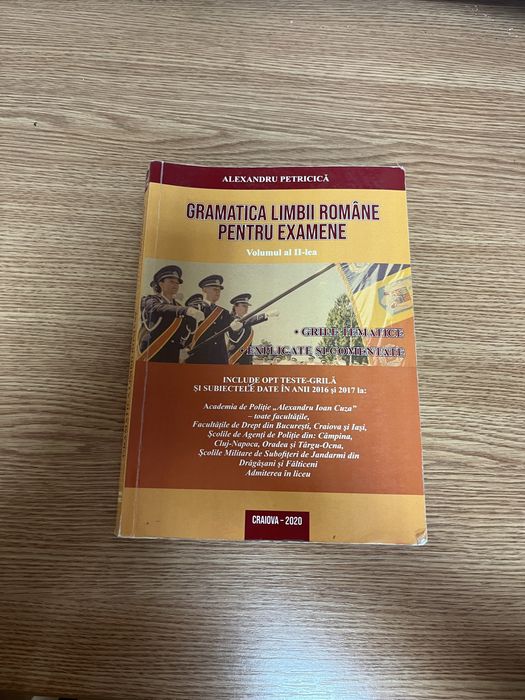 ALEXANDRU PETRICICĂ
GRAMATICA LIMBII ROMÂNE
PENTRU EXAMENE
Volumul al II-lea
• GRILE TEMATICE
• EXPLICATE ȘI COMENTATE
INCLUDE OPT TESTE-GRILĂ
ȘI SUBIECTELE DATE ÎN ANII 2016 și 2017 la:
Academia de Poliție „Alexandru Ioan Cuza”
– toate facultățile,
Facultățile de Drept din București, Craiova și Iași,
Școlile de Agenți de Poliție din: Câmpina,
Cluj-Napoca, Oradea și Târgu-Ocna,
Școlile Militare de Subofițeri de Jandarmi din
Drăgășani și Fălticeni
Admiterea în liceu
CRAIOVA – 2020